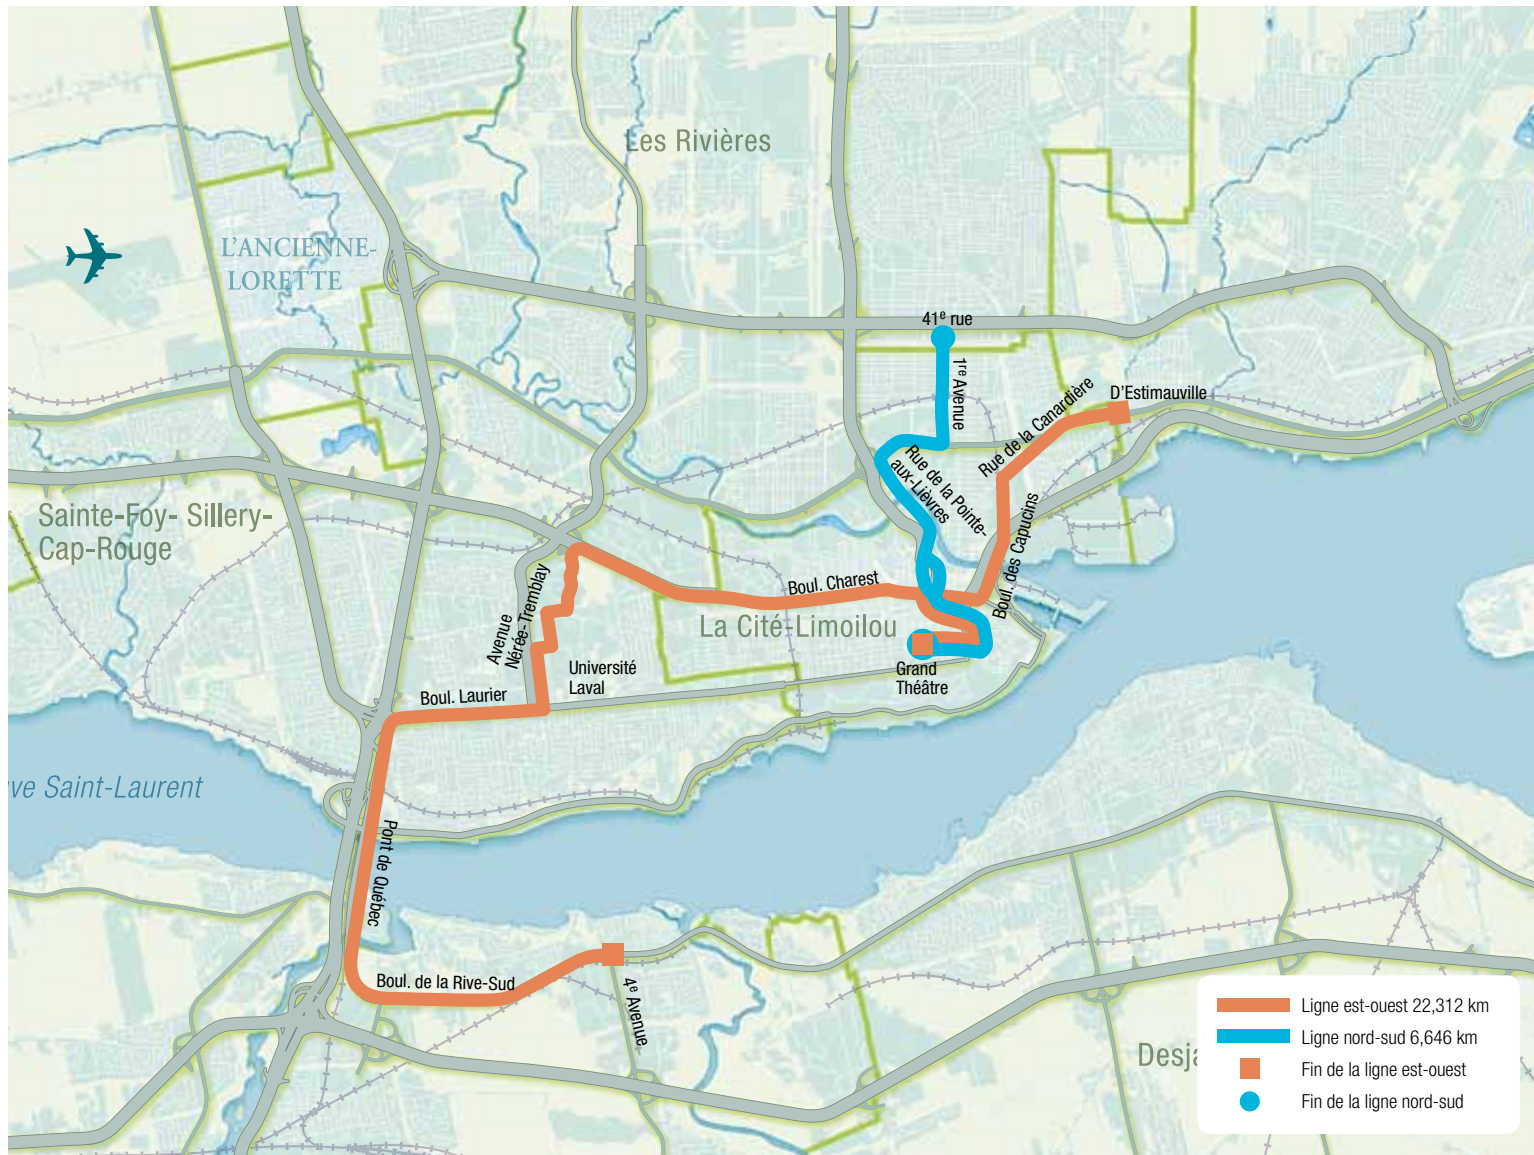 Les Rivières
L'ANCIENNE-
LORETTE
41e rue
1re Avenue
D'Estimauville
Rue de la Canardière
Rue de la Pointe-
aux-Lièvres
Sainte-Foy- Sillery-
Cap-Rouge
Boul. des Capucins
Boul. Charest
Avenue
Nérée-Tremblay
La Cité-Limoilou
Université
Laval
Grand
Théâtre
Boul. Laurier
ve Saint-Laurent
Pont de Québec
Boul. de la Rive-Sud
4e Avenue
Desja
Ligne est-ouest 22,312 km
Ligne nord-sud 6,646 km
Fin de la ligne est-ouest
Fin de la ligne nord-sud